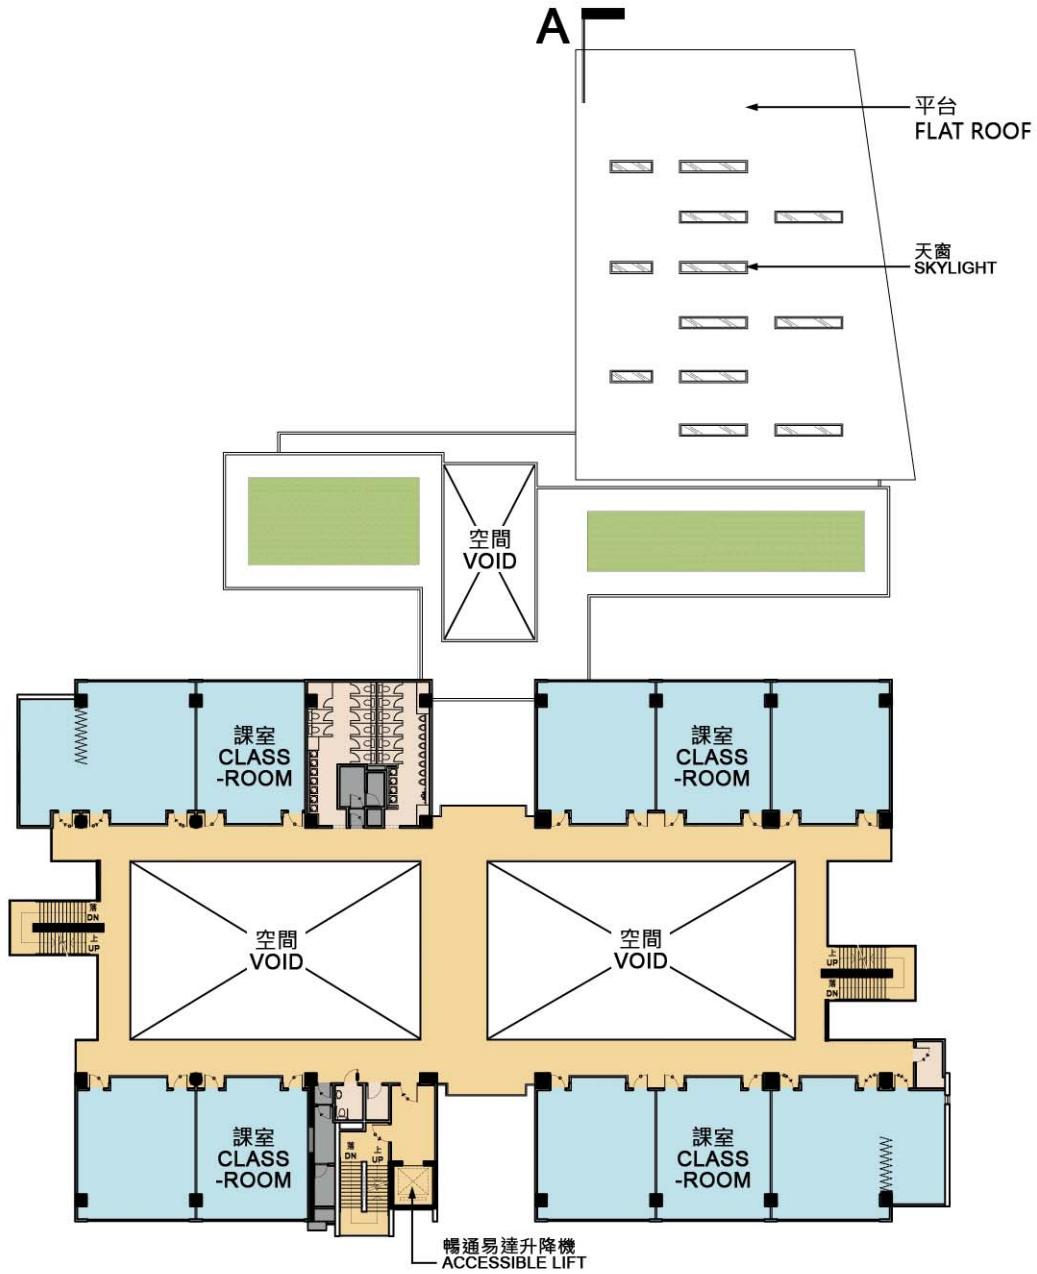 A
平台
FLAT ROOF
天窗
SKYLIGHT
空間
VOID
課室
CLASS
-ROOM
課室
CLASS
-ROOM
落
DN
上
UP
空間
VOID
空間
VOID
上
UP
落
DN
課室
CLASS
-ROOM
落
DN
上
UP
課室
CLASS
-ROOM
暢通易達升降機
ACCESSIBLE LIFT